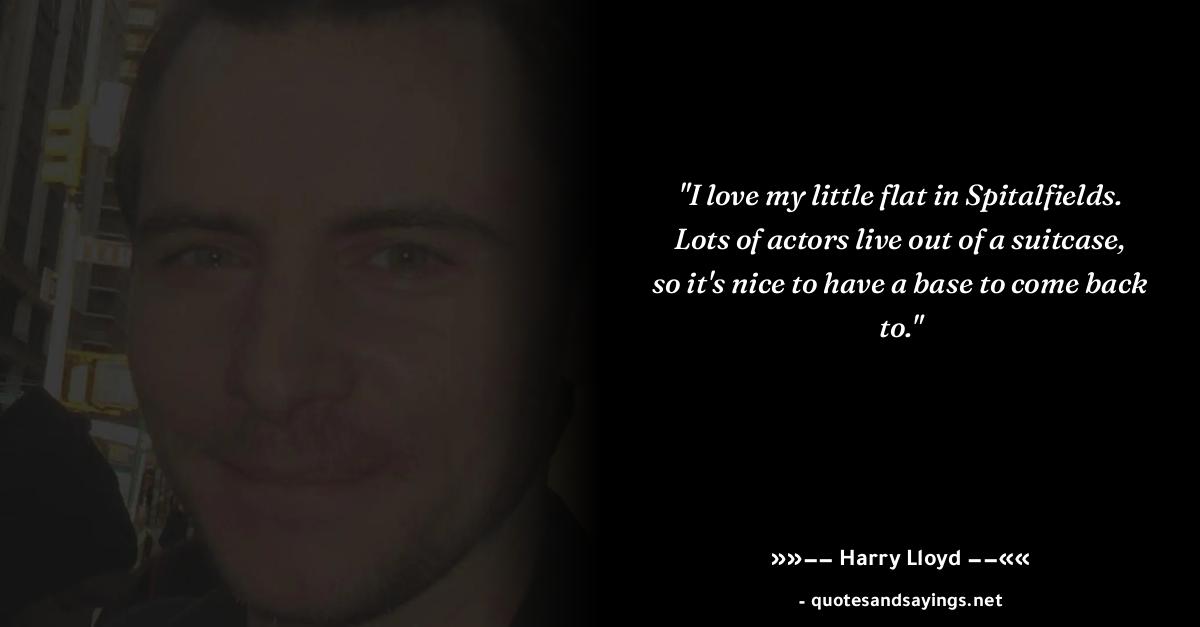 "I love my little flat in Spitalfields.
Lots of actors live out of a suitcase,
so it's nice to have a base to come back
to."
»»−− Harry Lloyd −−««
- quotesandsayings.net